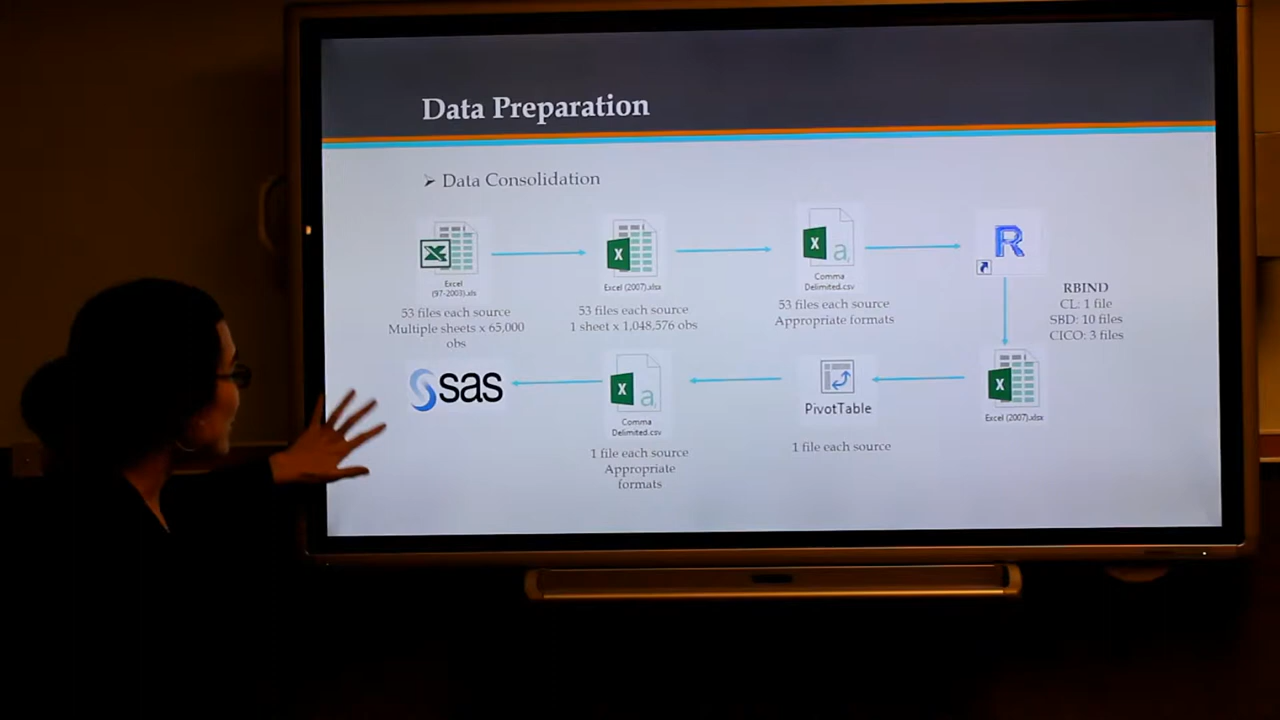 Data Preparation
➢ Data Consolidation
Excel
(97-2003).xls
53 files each source
Multiple sheets x 65,000
obs
Excel (2007).xlsx
53 files each source
1 sheet x 1,048,576 obs
a,
Comma
Delimited.csv
53 files each source
Appropriate formats
R
RBIND
CL: 1 file
SBD: 10 files
CICO: 3 files
Excel (2007).xlsx
PivotTable
1 file each source
a,
Comma
Delimited.csv
1 file each source
Appropriate
formats
sas